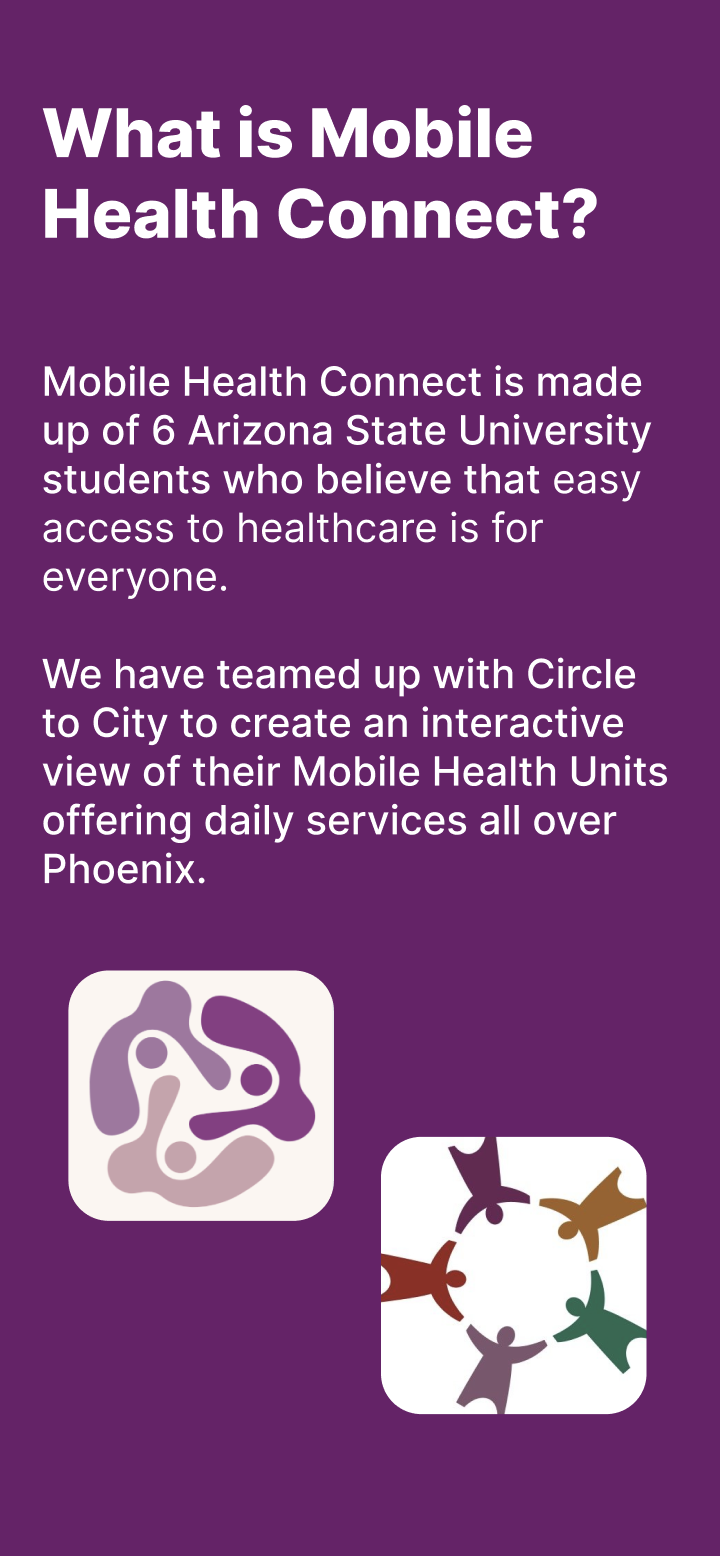 What is Mobile
Health Connect?
Mobile Health Connect is made
up of 6 Arizona State University
students who believe that easy
access to healthcare is for
everyone.
We have teamed up with Circle
to City to create an interactive
view of their Mobile Health Units
offering daily services all over
Phoenix.